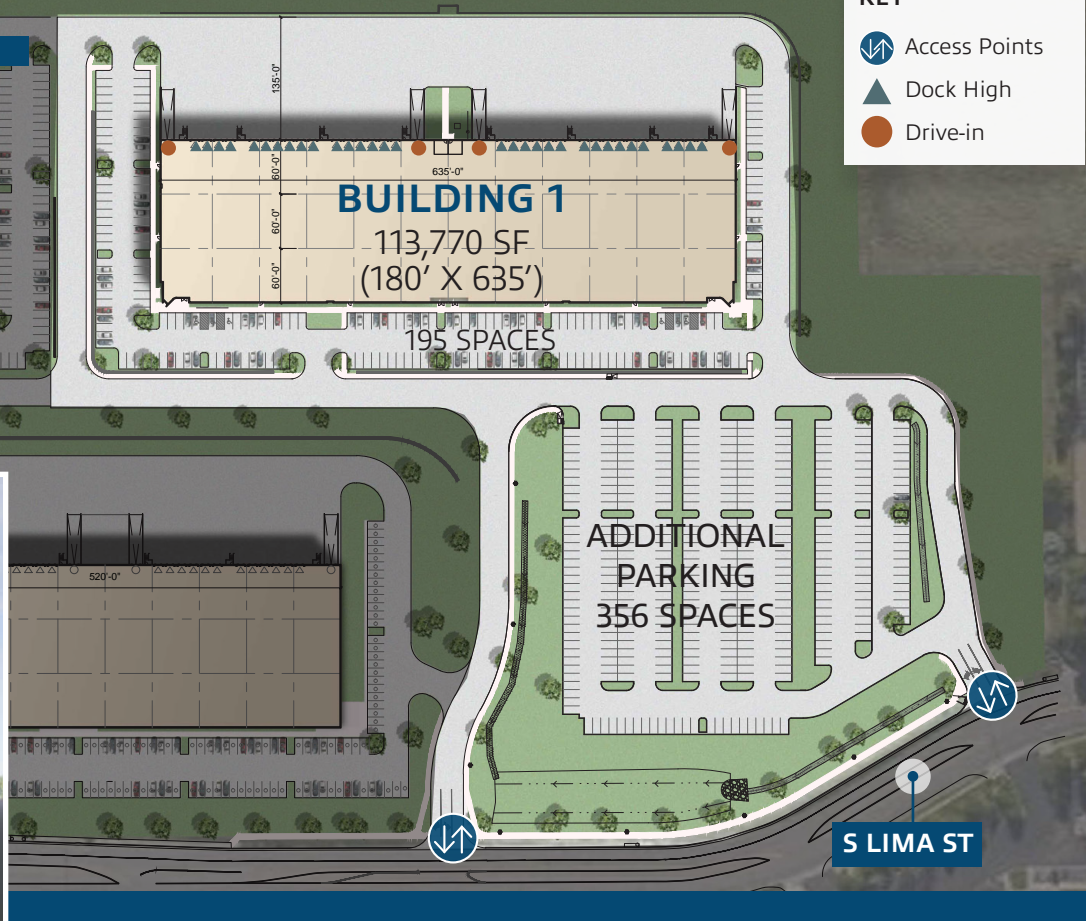 KEY
Access Points
Dock High
Drive-in
135'-0"
60'-0"
635'-0"
BUILDING 1
113,770 SF
(180’ X 635’)
60'-0"
60'-0"
195 SPACES
ADDITIONAL
PARKING
356 SPACES
520'-0"
S LIMA ST